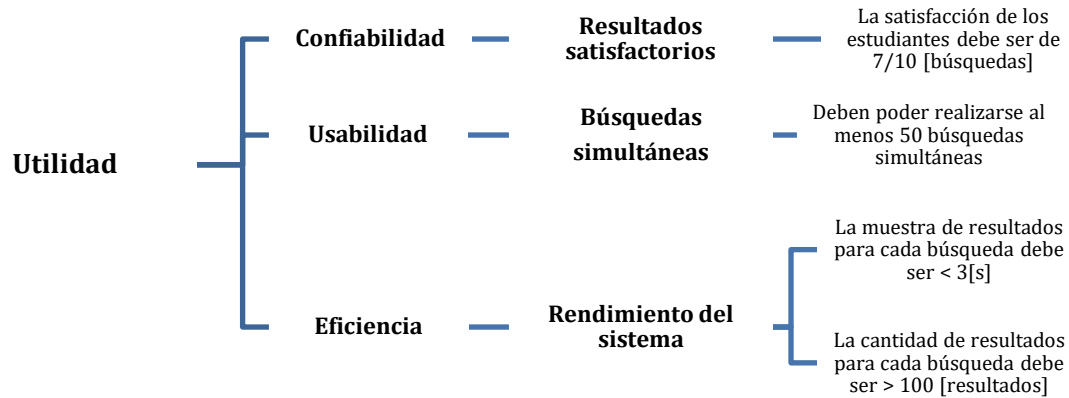 Utilidad
Confiabilidad
Resultados
satisfactorios
La satisfacción de los
estudiantes debe ser de
7/10 [búsquedas]
Usabilidad
Búsquedas
simultáneas
Deben poder realizarse al
menos 50 búsquedas
simultáneas
Eficiencia
Rendimiento del
sistema
La muestra de resultados
para cada búsqueda debe
ser < 3[s]
La cantidad de resultados
para cada búsqueda debe
ser > 100 [resultados]